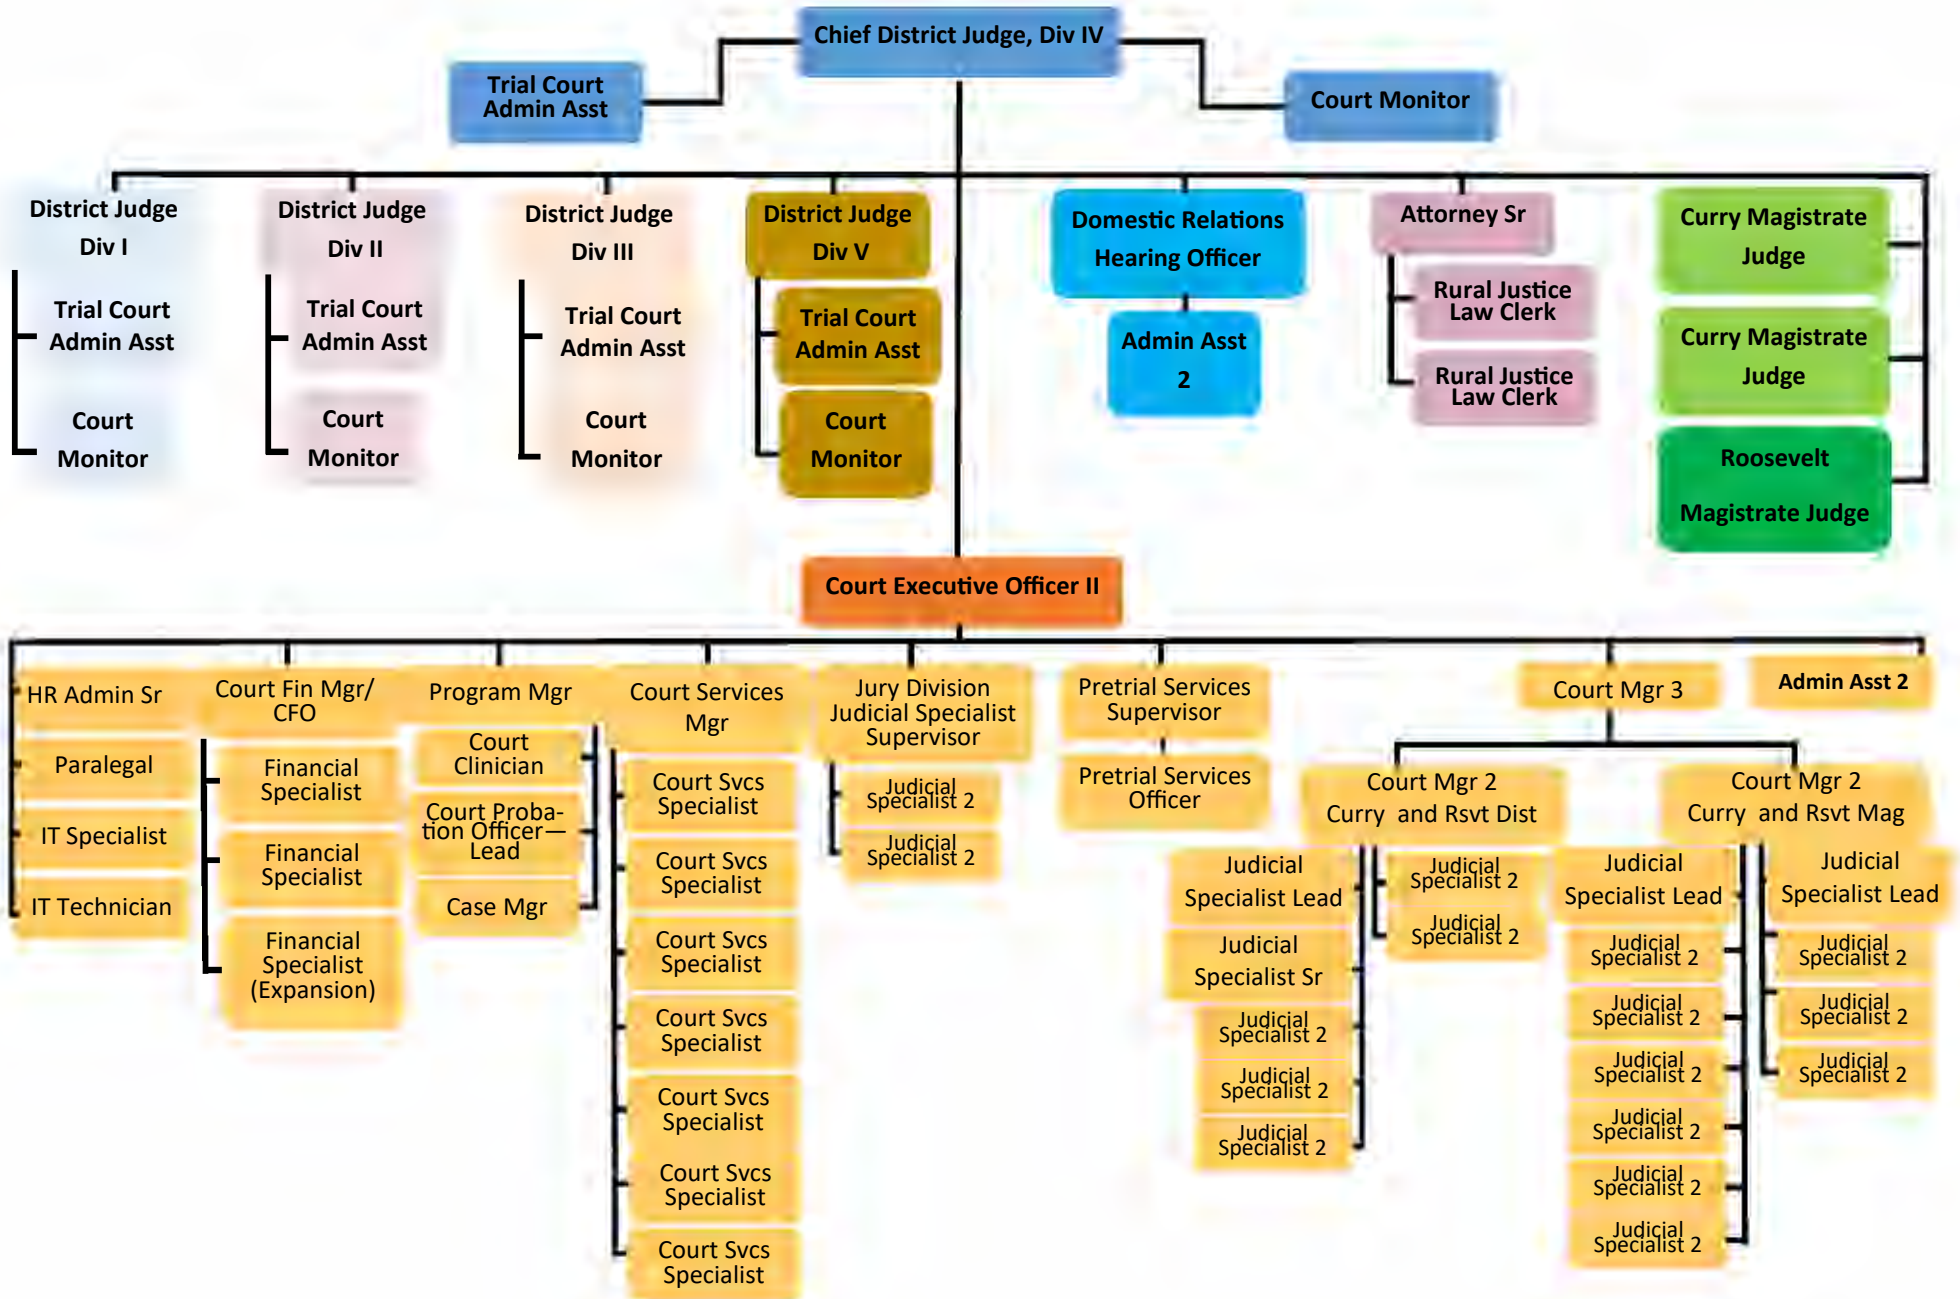 Chief District Judge, Div IV
Trial Court
Admin Asst
Court Monitor
District Judge
Div I
Trial Court
Admin Asst
Court
Monitor
District Judge
Div II
Trial Court
Admin Asst
Court
Monitor
District Judge
Div III
Trial Court
Admin Asst
Court
Monitor
District Judge
Div V
Trial Court
Admin Asst
Court
Monitor
Domestic Relations
Hearing Officer
Admin Asst
2
Attorney Sr
Rural Justice
Law Clerk
Rural Justice
Law Clerk
Curry Magistrate
Judge
Curry Magistrate
Judge
Roosevelt
Magistrate Judge
Court Executive Officer II
HR Admin Sr
Paralegal
IT Specialist
IT Technician
Court Fin Mgr/
CFO
Financial
Specialist
Financial
Specialist
Financial
Specialist
(Expansion)
Program Mgr
Court
Clinician
Court Proba-
tion Officer—
Lead
Case Mgr
Court Services
Mgr
Court Svcs
Specialist
Court Svcs
Specialist
Court Svcs
Specialist
Court Svcs
Specialist
Court Svcs
Specialist
Court Svcs
Specialist
Court Svcs
Specialist
Jury Division
Judicial Specialist
Supervisor
Judicial
Specialist 2
Judicial
Specialist 2
Pretrial Services
Supervisor
Pretrial Services
Officer
Court Mgr 3
Admin Asst 2
Court Mgr 2
Curry and Rsvt Dist
Judicial
Specialist Lead
Judicial
Specialist Sr
Judicial
Specialist 2
Judicial
Specialist 2
Judicial
Specialist 2
Judicial
Specialist 2
Judicial
Specialist 2
Court Mgr 2
Curry and Rsvt Mag
Judicial
Specialist Lead
Judicial
Specialist 2
Judicial
Specialist 2
Judicial
Specialist 2
Judicial
Specialist 2
Judicial
Specialist 2
Judicial
Specialist 2
Judicial
Specialist Lead
Judicial
Specialist 2
Judicial
Specialist 2
Judicial
Specialist 2